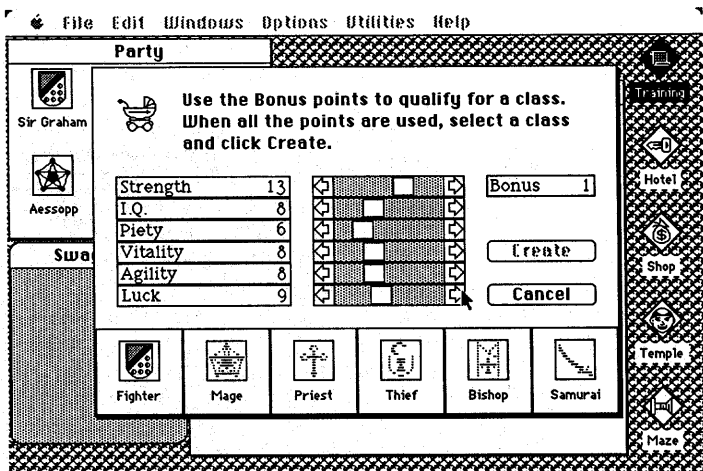 File Edit Windows Options Utilities Help
Party
Sir Graham
Aessopp
Use the Bonus points to qualify for a class.
When all the points are used, select a class
and click Create.
Strength 13
I.Q. 8
Piety 6
Vitality 8
Agility 8
Luck 9
Bonus 1
Create
Cancel
Fighter
Mage
Priest
Thief
Bishop
Samurai
Swa
Training
Hotel
Shop
Temple
Maze